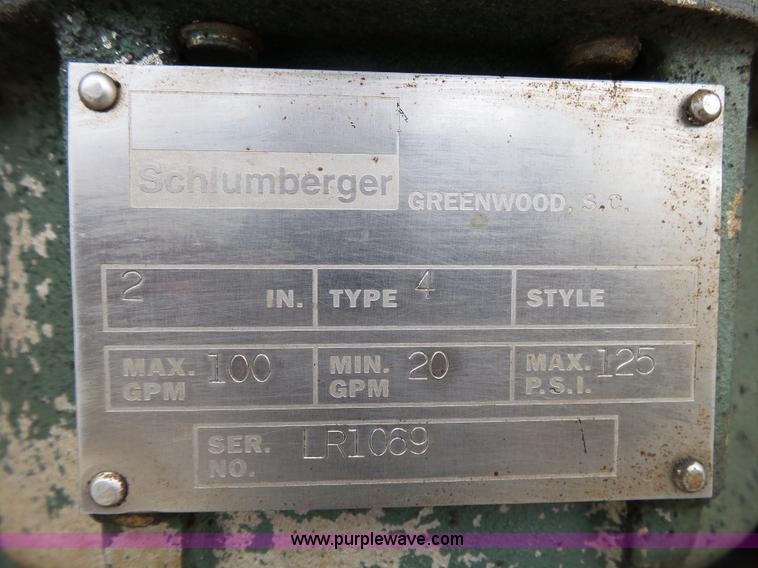 Schlumberger GREENWOOD, S.C.
2 IN. TYPE 4 STYLE
MAX. GPM 100 MIN. GPM 20 MAX. P.S.I. 125
SER. NO. LR1069
www.purplewave.com